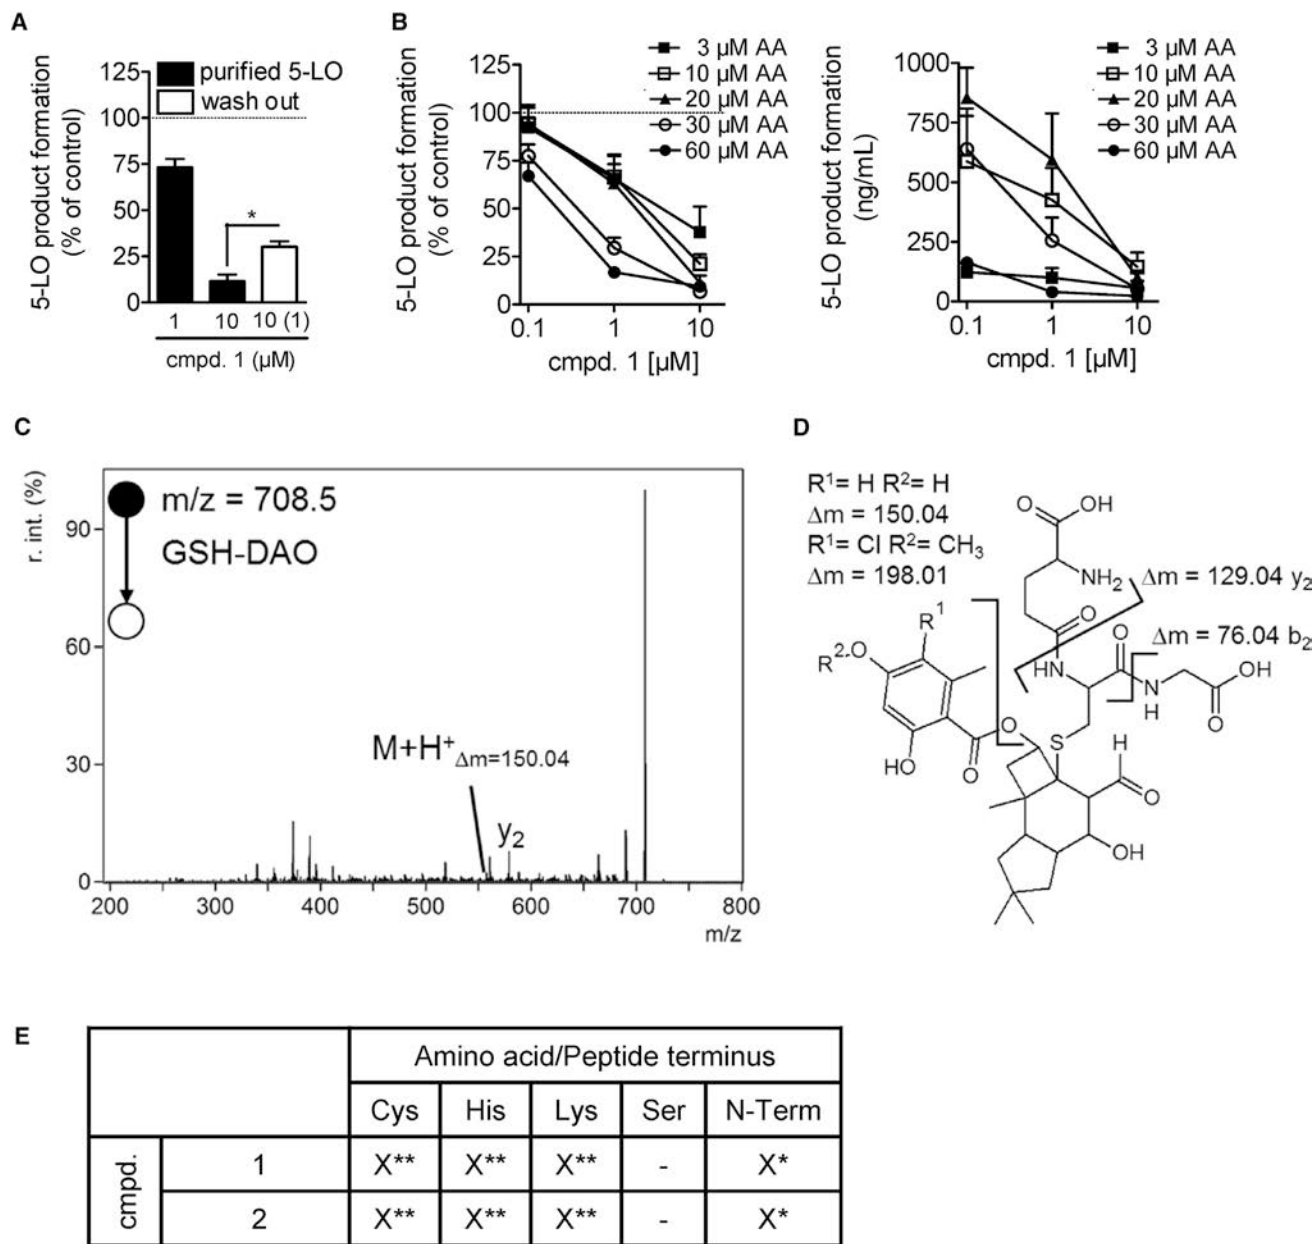 A
5-LO product formation
(% of control)
125
100
75
50
25
0
purified 5-LO
wash out
*
1 10 10 (1)
cmpd. 1 (µM)
B
5-LO product formation
(% of control)
125
100
75
50
25
0
3 µM AA
10 µM AA
20 µM AA
30 µM AA
60 µM AA
0.1 1 10
cmpd. 1 [µM]
5-LO product formation
(ng/mL)
1000
750
500
250
0
3 µM AA
10 µM AA
20 µM AA
30 µM AA
60 µM AA
0.1 1 10
cmpd. 1 [µM]
C
r. int. (%)
90
60
30
0
m/z = 708.5
GSH-DAO
M+H⁺ Δm=150.04
y₂
200 300 400 500 600 700 800
m/z
D
R¹= H R²= H
Δm = 150.04
R¹= Cl R²= CH₃
Δm = 198.01
O OH
NH₂
Δm = 129.04 y₂
O
O
Δm = 76.04 b₂
R¹
R²-O
HN
N
H
OH
O
O
S
H
HO
O
O
OH
E
Amino acid/Peptide terminus
Cys His Lys Ser N-Term
cmpd.
1 X** X** X** - X*
2 X** X** X** - X*